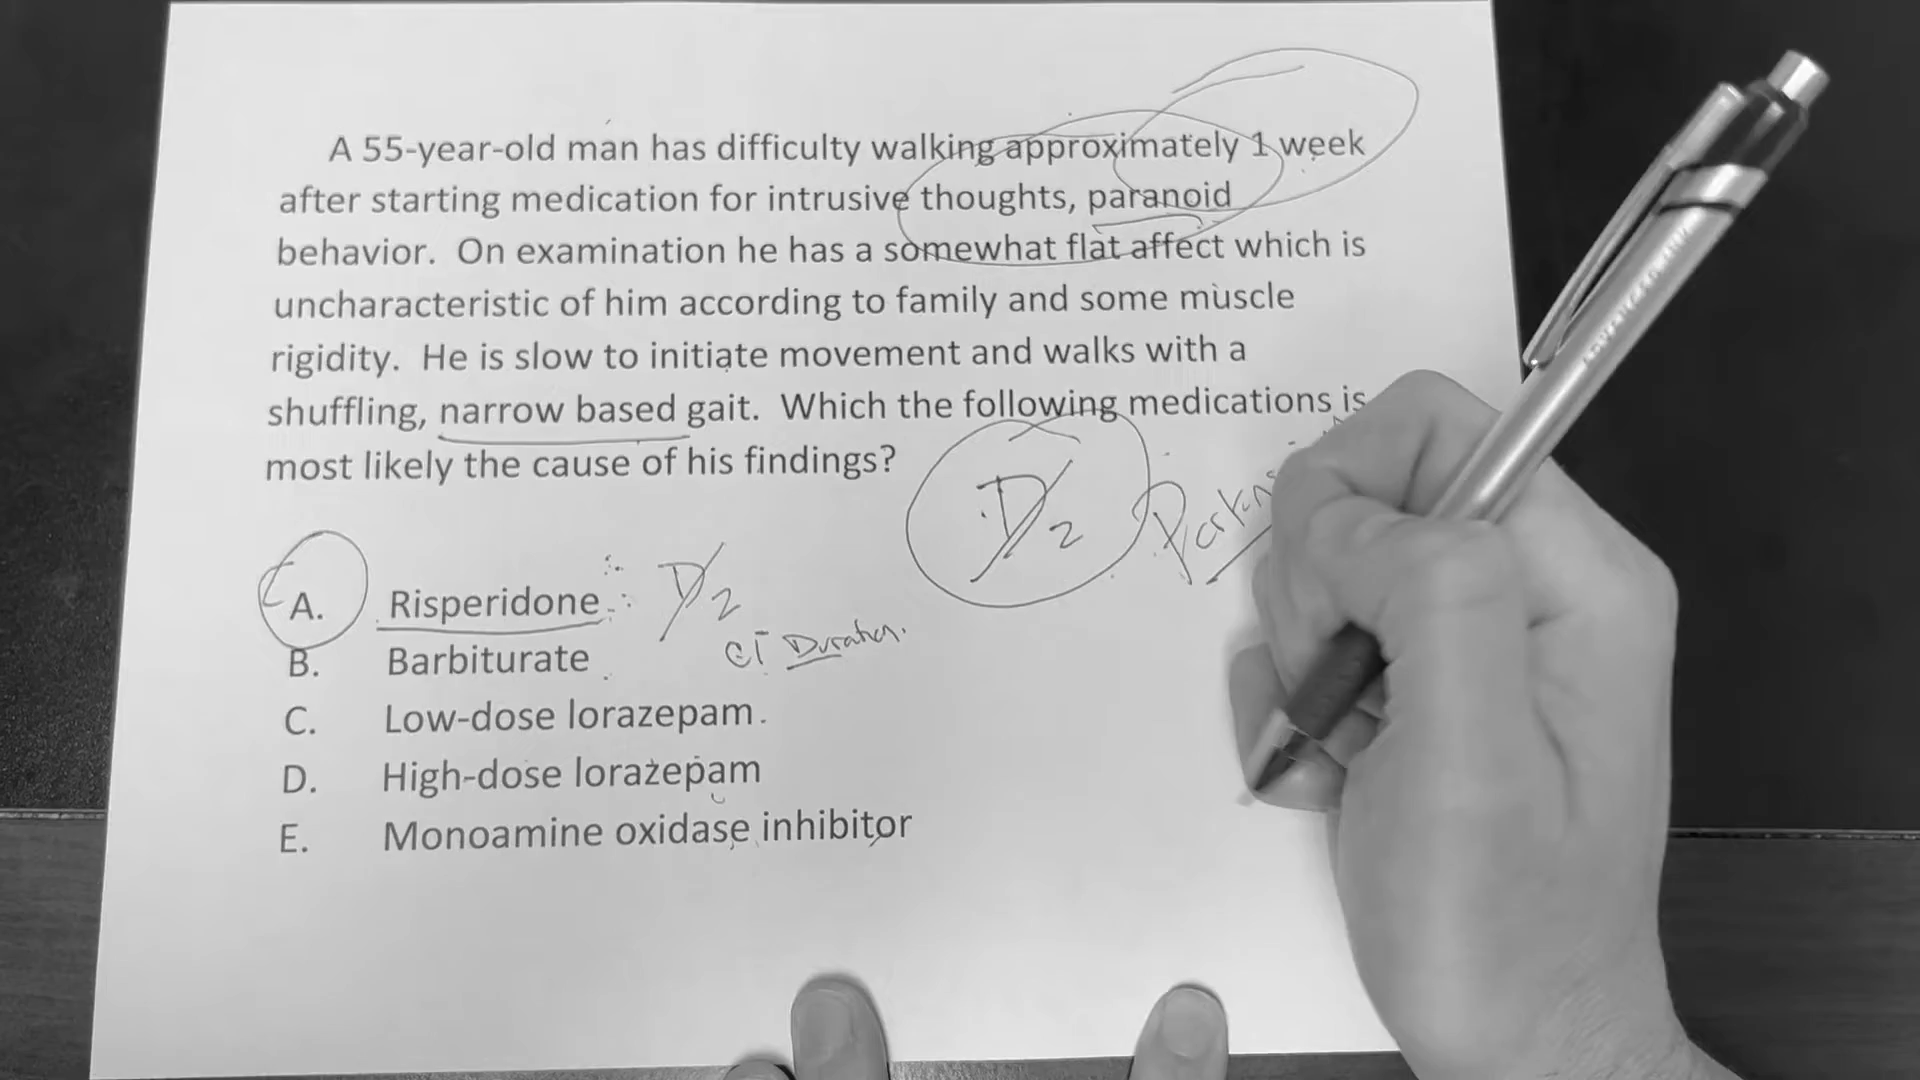 A 55-year-old man has difficulty walking approximately 1 week
after starting medication for intrusive thoughts, paranoid
behavior. On examination he has a somewhat flat affect which is
uncharacteristic of him according to family and some muscle
rigidity. He is slow to initiate movement and walks with a
shuffling, narrow based gait. Which the following medications is
most likely the cause of his findings?
D2
Parkins
A. Risperidone
D2
Duration.
B. Barbiturate
C. Low-dose lorazepam
D. High-dose lorazepam
E. Monoamine oxidase inhibitor